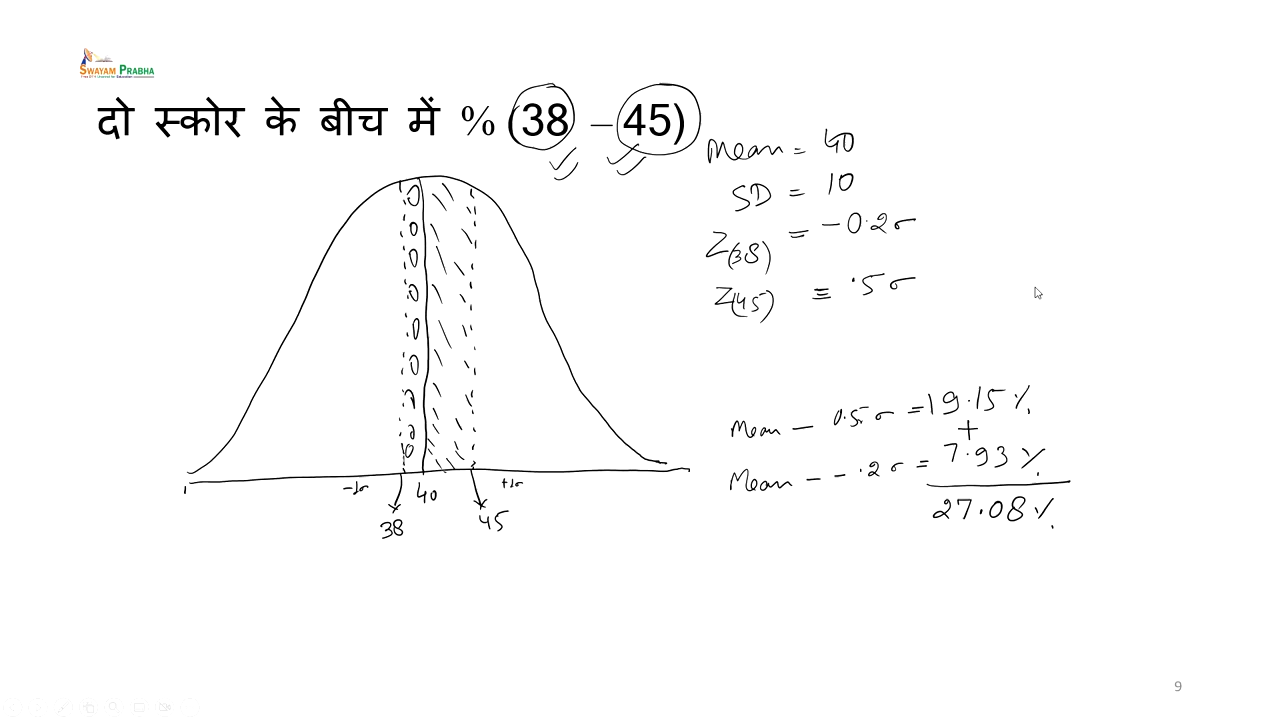 SWAYAM PRABHA
दो स्कोर के बीच में % (38 – 45)
Mean = 40
SD = 10
Z(38) = -0.2σ
Z(45) = .5σ
Mean – 0.5σ = 19.15%
+
Mean – -.2σ = 7.93%
27.08%
-1σ 40 +1σ
38 45
9